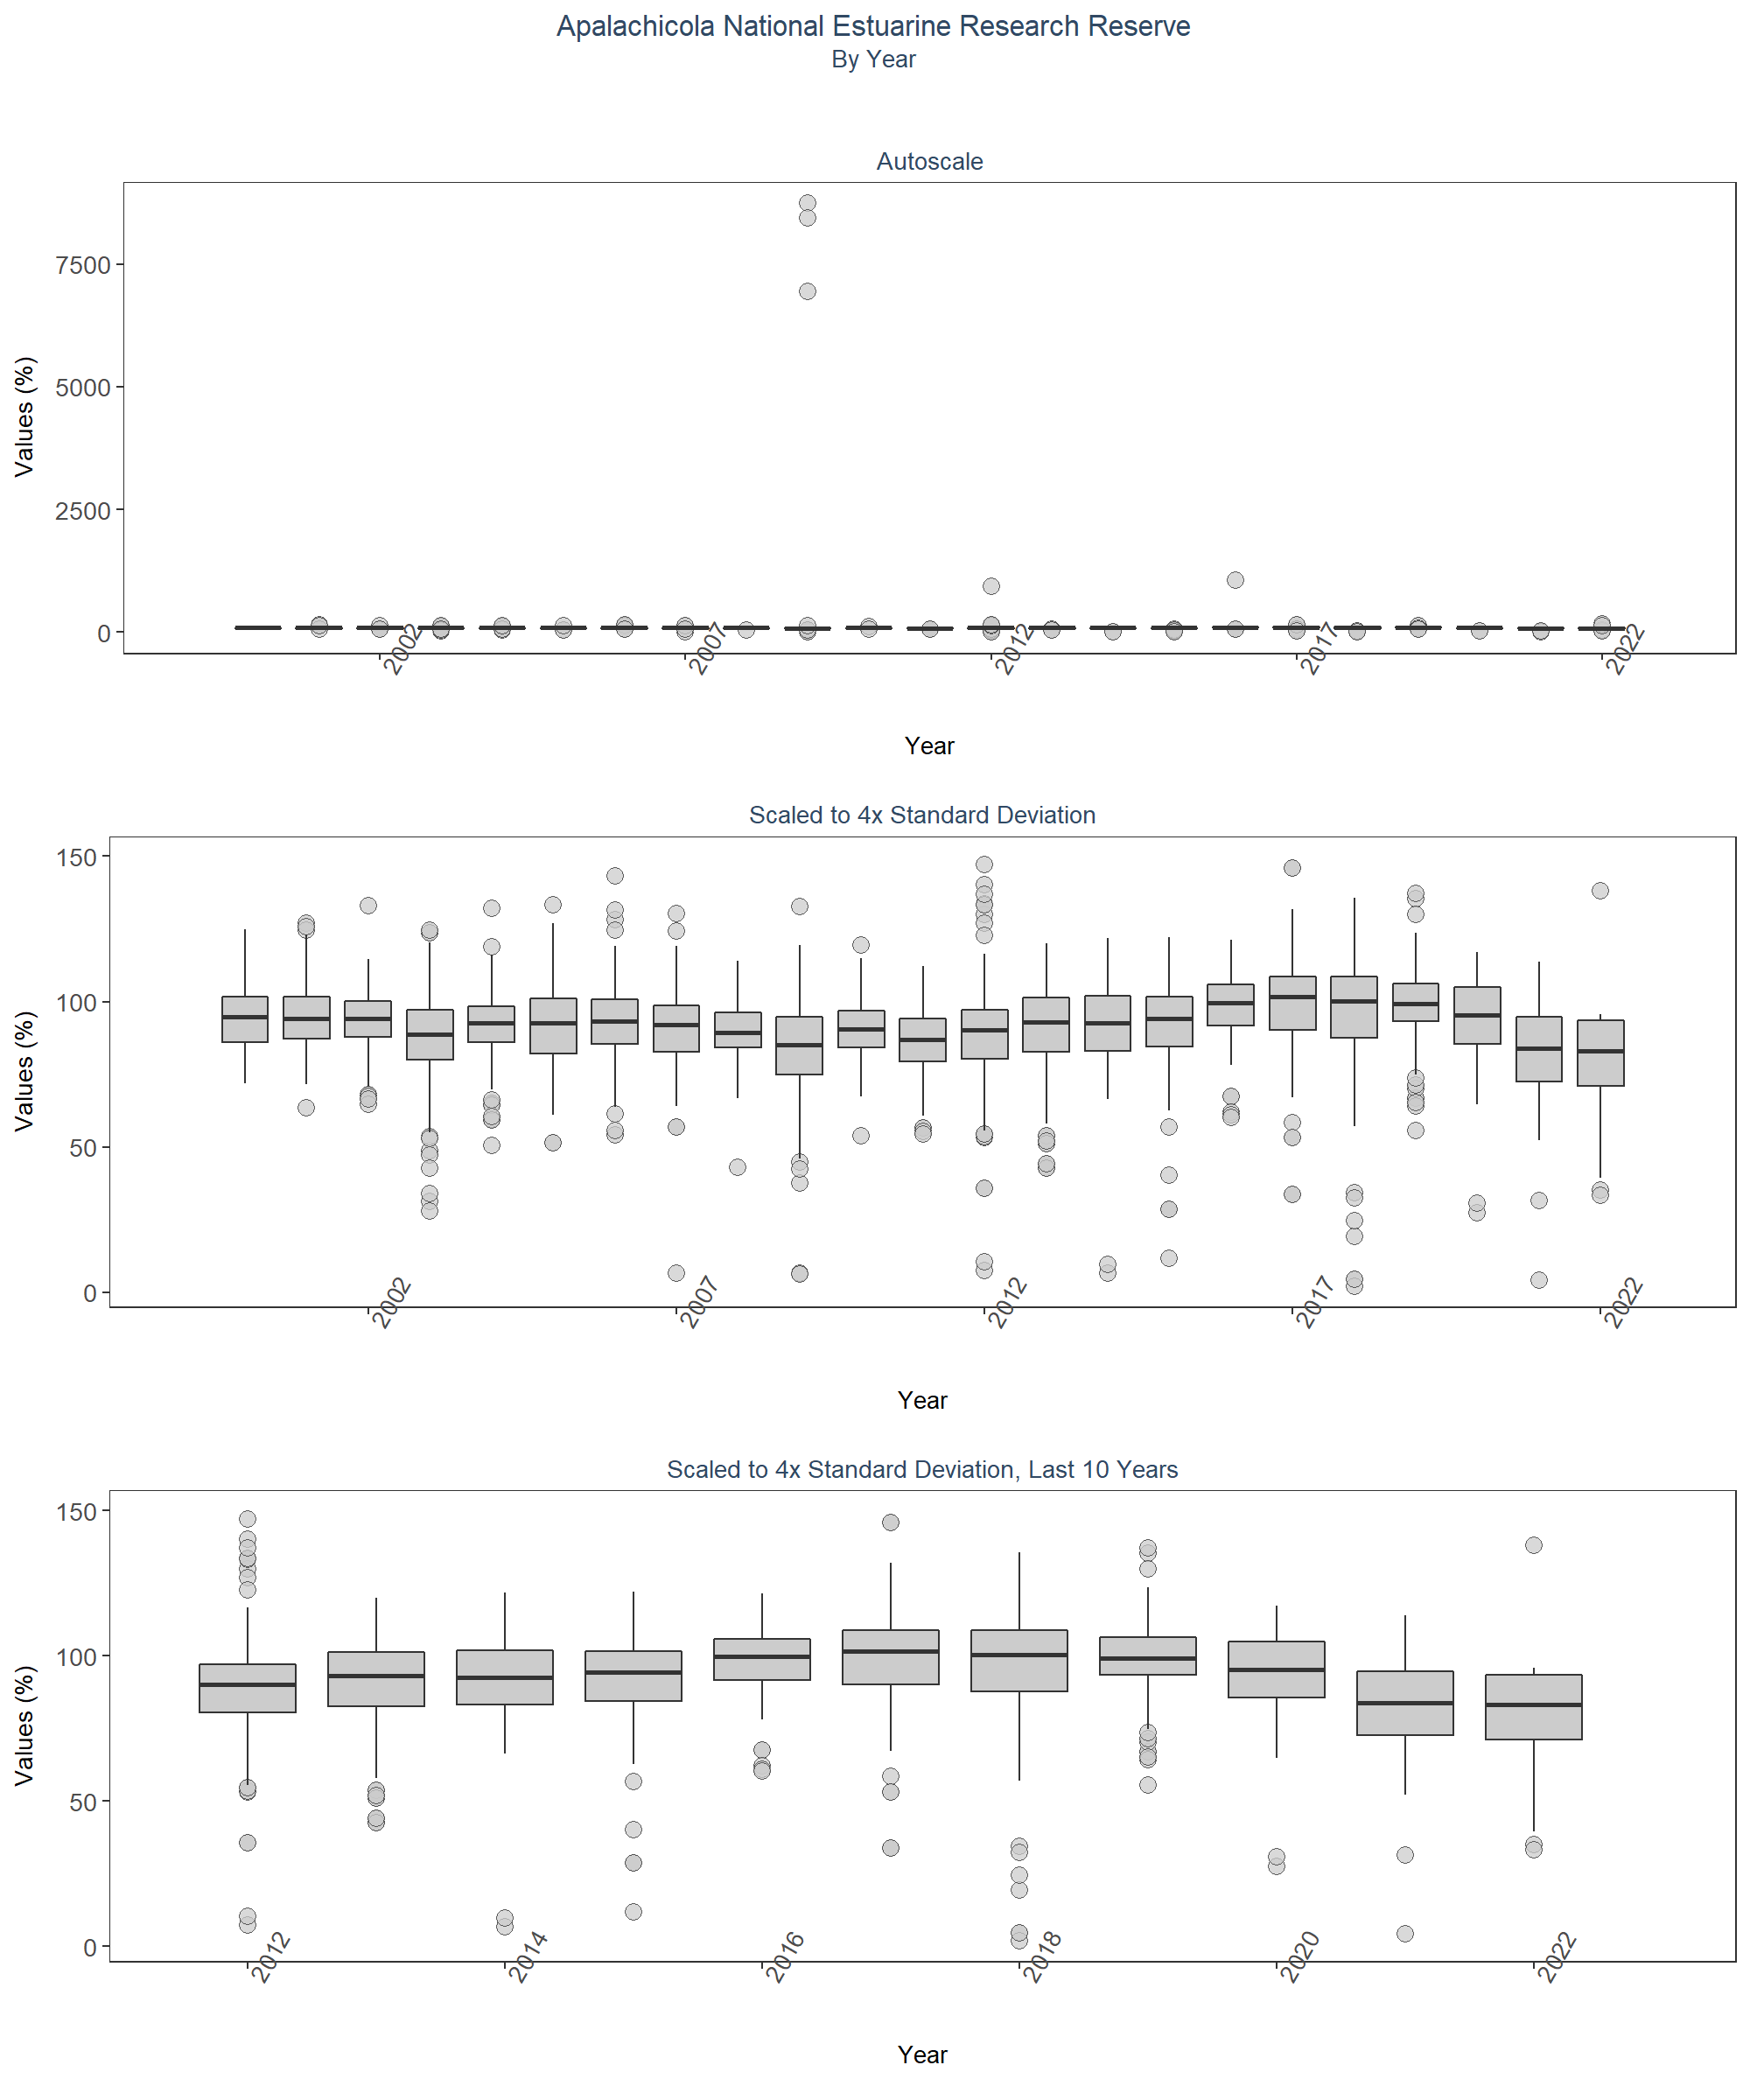 Apalachicola National Estuarine Research Reserve
By Year
Autoscale
Values (%)
7500
5000
2500
0
2002
2007
2012
2017
2022
Year
Scaled to 4x Standard Deviation
Values (%)
150
100
50
0
2002
2007
2012
2017
2022
Year
Scaled to 4x Standard Deviation, Last 10 Years
Values (%)
150
100
50
0
2012
2014
2016
2018
2020
2022
Year